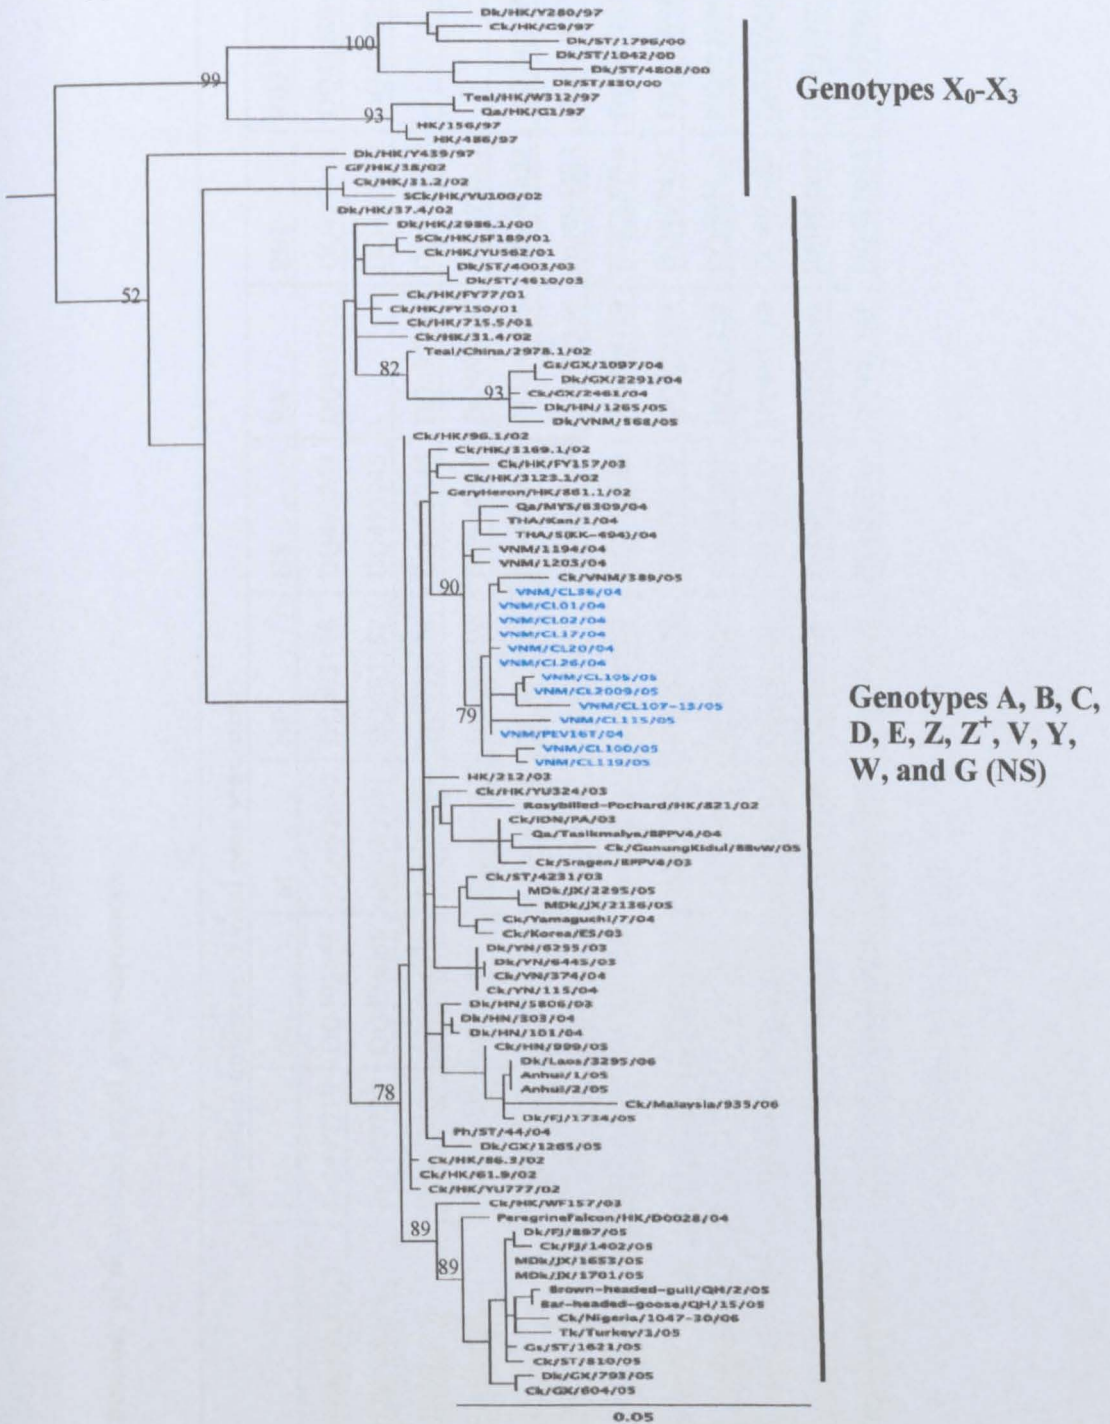 Dk/HK/Y280/97
Ck/HK/G9/97
100
Dk/ST/1796/00
Dk/ST/1042/00
Dk/ST/4808/00
99
Dk/ST/830/00
Genotypes X0-X3
Teal/HK/W312/97
Qa/HK/G1/97
93
HK/156/97
HK/486/97
Dk/HK/Y439/97
GF/HK/38/02
Ck/HK/31.2/02
SCk/HK/YU100/02
Dk/HK/37.4/02
Dk/HK/2986.1/00
SCk/HK/SF189/01
Ck/HK/YU562/01
Dk/ST/4003/03
Dk/ST/4610/03
52
Ck/HK/FY77/01
Ck/HK/FY150/01
Ck/HK/715.5/01
Ck/HK/31.4/02
Teal/China/2978.1/02
82
Gs/GX/3097/04
Dk/GX/2291/04
93
Ck/GX/2461/04
Dk/HN/1265/05
Dk/VNM/568/05
Ck/HK/96.1/02
Ck/HK/3169.1/02
Ck/HK/FY157/03
Ck/HK/3123.1/02
GeryHeron/HK/861.1/02
Qa/MYS/6309/04
THA/Kan/1/04
THA/5(KK-494)/04
VNM/1194/04
VNM/1203/04
90
Ck/VNM/389/05
VNM/CL36/04
VNM/CL01/04
VNM/CL02/04
VNM/CL17/04
VNM/CL20/04
VNM/CL26/04
VNM/CL105/05
VNM/CL2009/05
VNM/CL107-13/05
79
VNM/CL115/05
VNM/PEV16T/04
VNM/CL100/05
VNM/CL119/05
Genotypes A, B, C,
D, E, Z, Z+, V, Y,
W, and G (NS)
HK/212/03
Ck/HK/YU324/03
Rosybilled-Pochard/HK/821/02
Ck/IDN/PA/03
Qa/Tasikmalya/BPPV4/04
Ck/GunungKidul/BBvW/05
Ck/Sragen/BPPV4/03
Ck/ST/4231/03
MDk/JX/2295/05
MDk/JX/2136/05
Ck/Yamaguchi/7/04
Ck/Korea/ES/03
Dk/YN/6255/03
Dk/YN/6445/03
Ck/YN/374/04
Ck/YN/115/04
Dk/HN/5806/03
Dk/HN/303/04
Dk/HN/101/04
Ck/HN/999/05
Dk/Laos/3295/06
Anhui/1/05
Anhui/2/05
78
Ck/Malaysia/935/06
Dk/FJ/1734/05
Ph/ST/44/04
Dk/GX/1265/05
Ck/HK/86.3/02
Ck/HK/61.9/02
Ck/HK/YU777/02
Ck/HK/WF157/03
PeregrineFalcon/HK/D0028/04
89
Dk/FJ/897/05
Ck/FJ/1402/05
89
MDk/JX/1653/05
MDk/JX/1701/05
Brown-headed-gull/QH/2/05
Bar-headed-goose/QH/15/05
Ck/Nigeria/1047-30/06
Tk/Turkey/1/05
Gs/ST/1621/05
Ck/ST/810/05
Dk/GX/793/05
Ck/GX/604/05
0.05